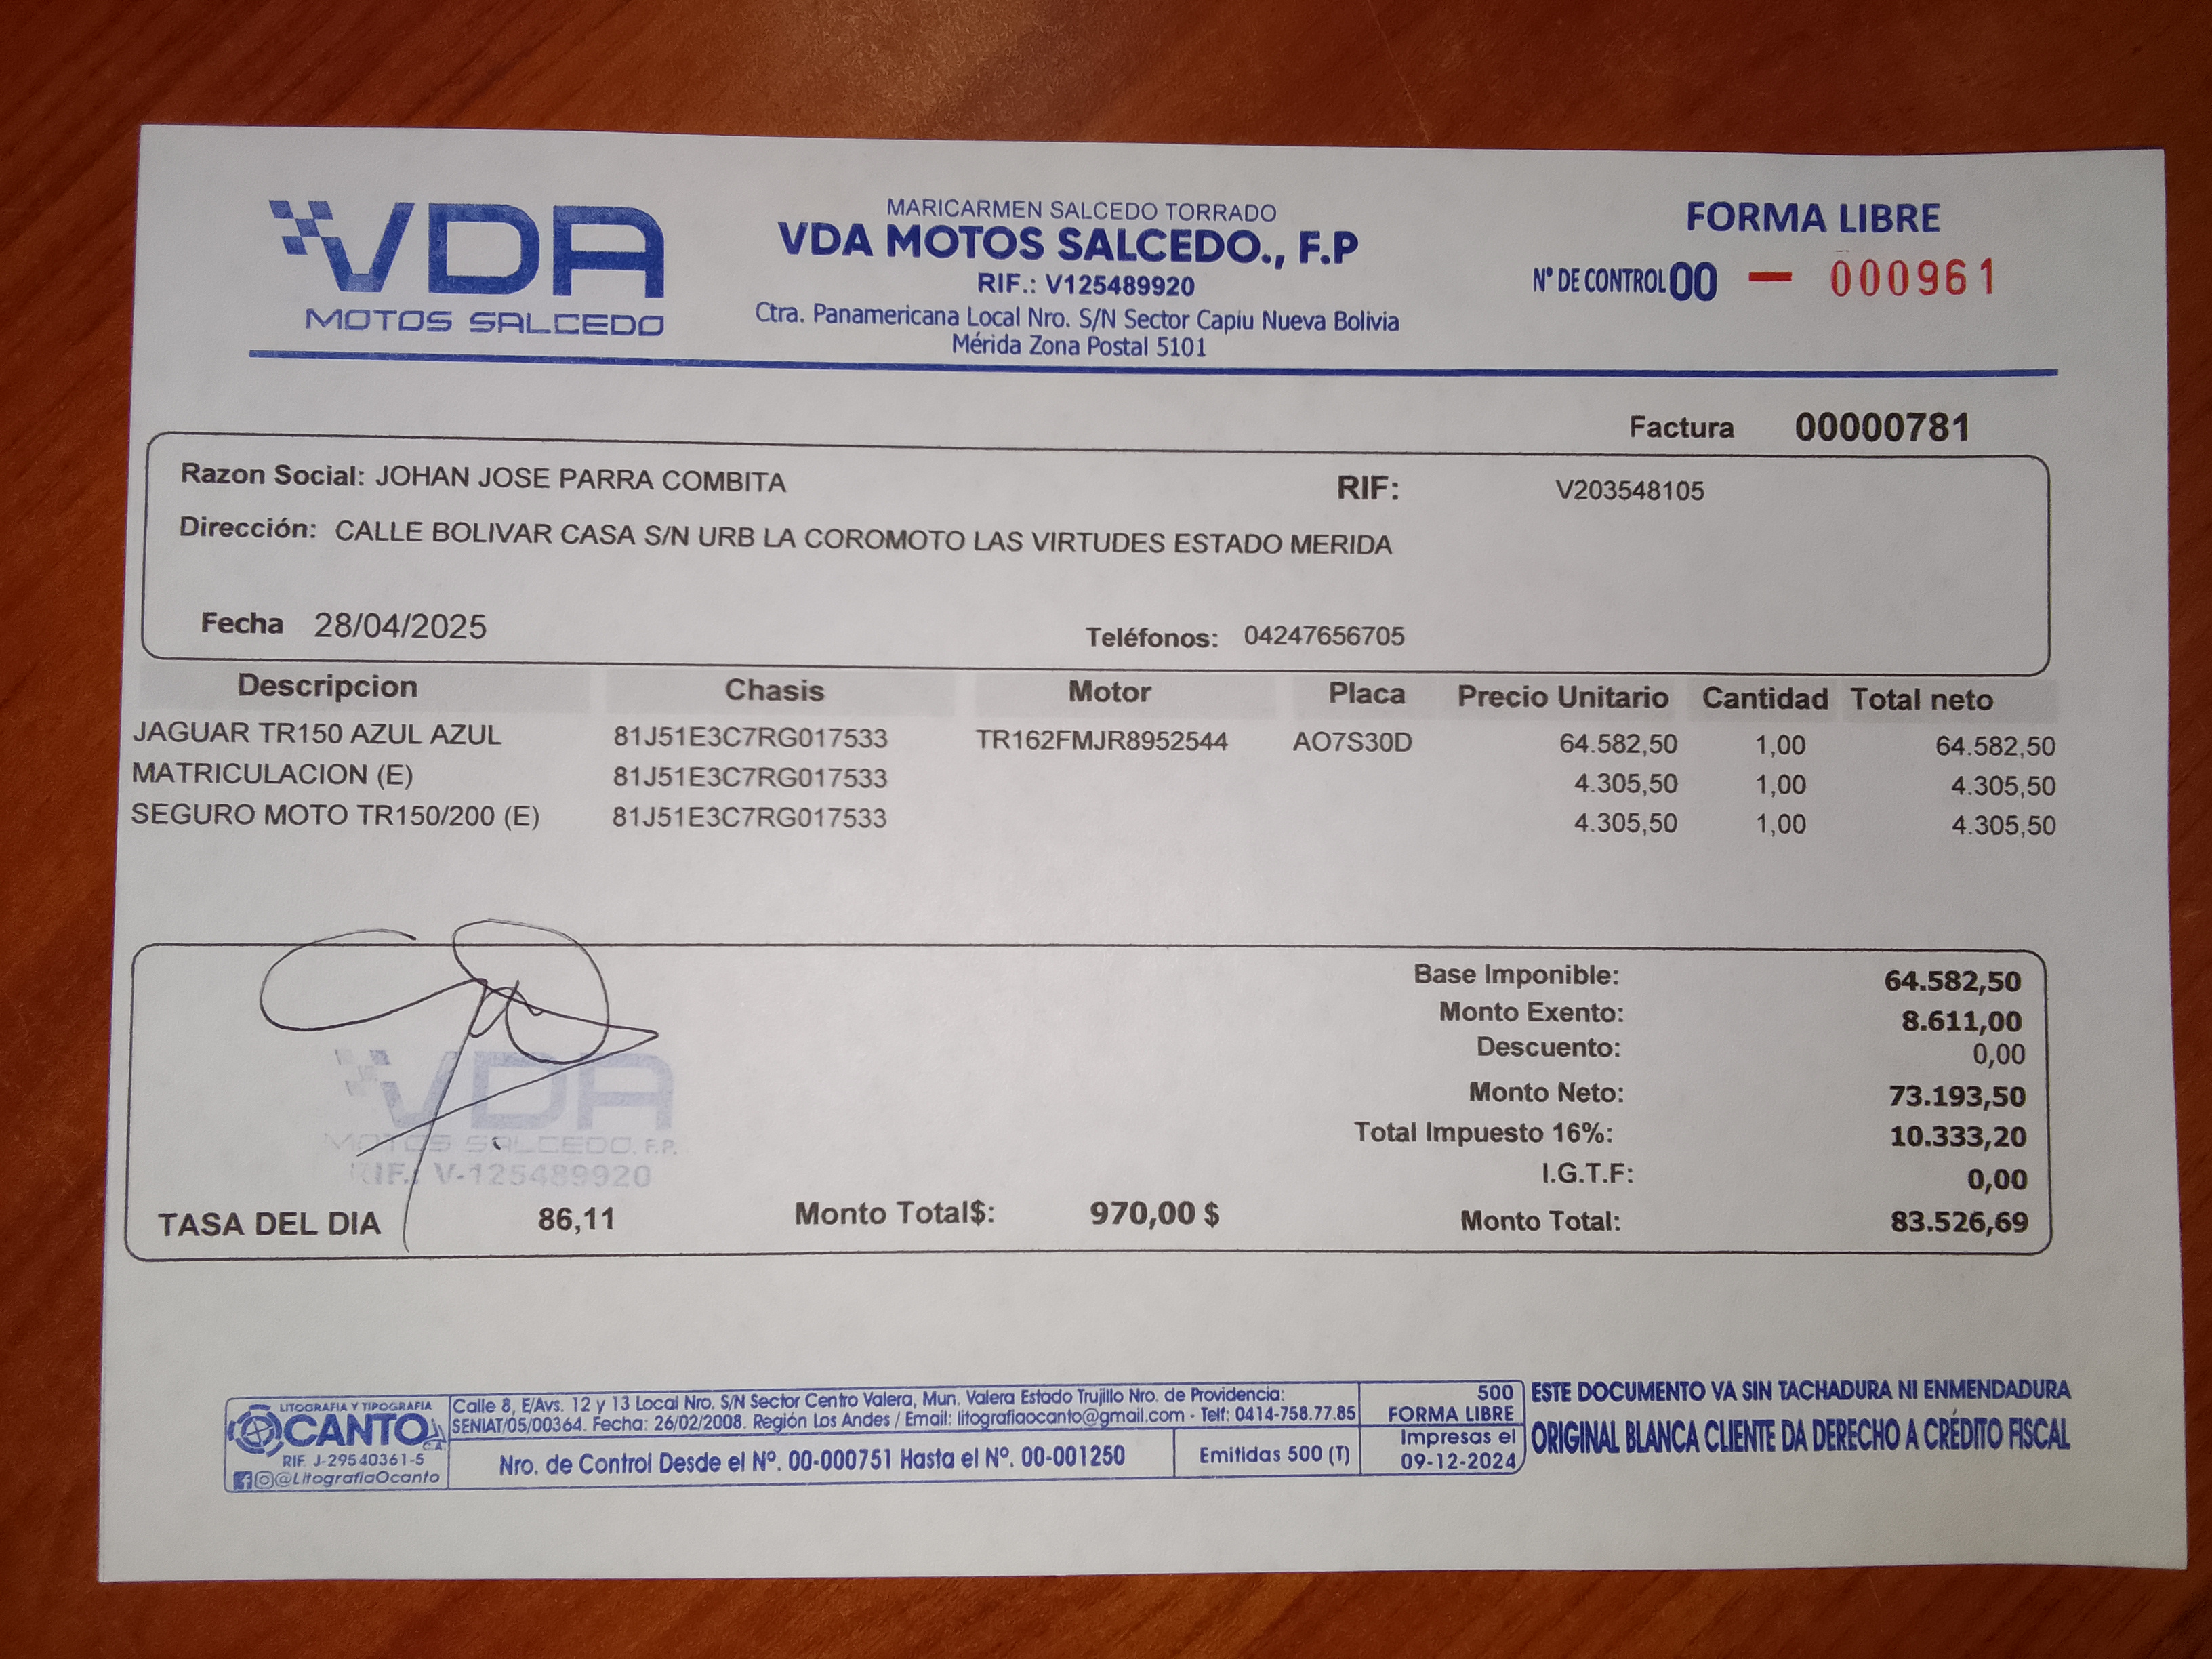 VDA
MOTOS SALCEDO
MARICARMEN SALCEDO TORRADO
VDA MOTOS SALCEDO., F.P
RIF.: V125489920
Ctra. Panamericana Local Nro. S/N Sector Capiu Nueva Bolivia
Mérida Zona Postal 5101
FORMA LIBRE
N° DE CONTROL 00 — 000961
Factura 00000781
Razon Social: JOHAN JOSE PARRA COMBITA RIF: V203548105
Dirección: CALLE BOLIVAR CASA S/N URB LA COROMOTO LAS VIRTUDES ESTADO MERIDA
Fecha 28/04/2025 Teléfonos: 04247656705
Descripcion Chasis Motor Placa Precio Unitario Cantidad Total neto
JAGUAR TR150 AZUL AZUL 81J51E3C7RG017533 TR162FMJR8952544 AO7S30D 64.582,50 1,00 64.582,50
MATRICULACION (E) 81J51E3C7RG017533 4.305,50 1,00 4.305,50
SEGURO MOTO TR150/200 (E) 81J51E3C7RG017533 4.305,50 1,00 4.305,50
Base Imponible: 64.582,50
Monto Exento: 8.611,00
Descuento: 0,00
Monto Neto: 73.193,50
Total Impuesto 16%: 10.333,20
I.G.T.F: 0,00
VDA
MOTOS SALCEDO. F.P.
RIF.: V-125489920
TASA DEL DIA 86,11 Monto Total$: 970,00 $ Monto Total: 83.526,69
LITOGRAFIA Y TIPOGRAFIA
OCANTO C.A.
RIF. J-29540361-5
@LitografiaOcanto
Calle 8, E/Avs. 12 y 13 Local Nro. S/N Sector Centro Valera, Mun. Valera Estado Trujillo Nro. de Providencia:
SENIAT/05/00364. Fecha: 26/02/2008. Región Los Andes / Email: litografiaocanto@gmail.com - Telf: 0414-758.77.85
Nro. de Control Desde el Nº. 00-000751 Hasta el Nº. 00-001250
Emitidas 500 (T)
500
FORMA LIBRE
Impresas el
09-12-2024
ESTE DOCUMENTO VA SIN TACHADURA NI ENMENDADURA
ORIGINAL BLANCA CLIENTE DA DERECHO A CRÉDITO FISCAL